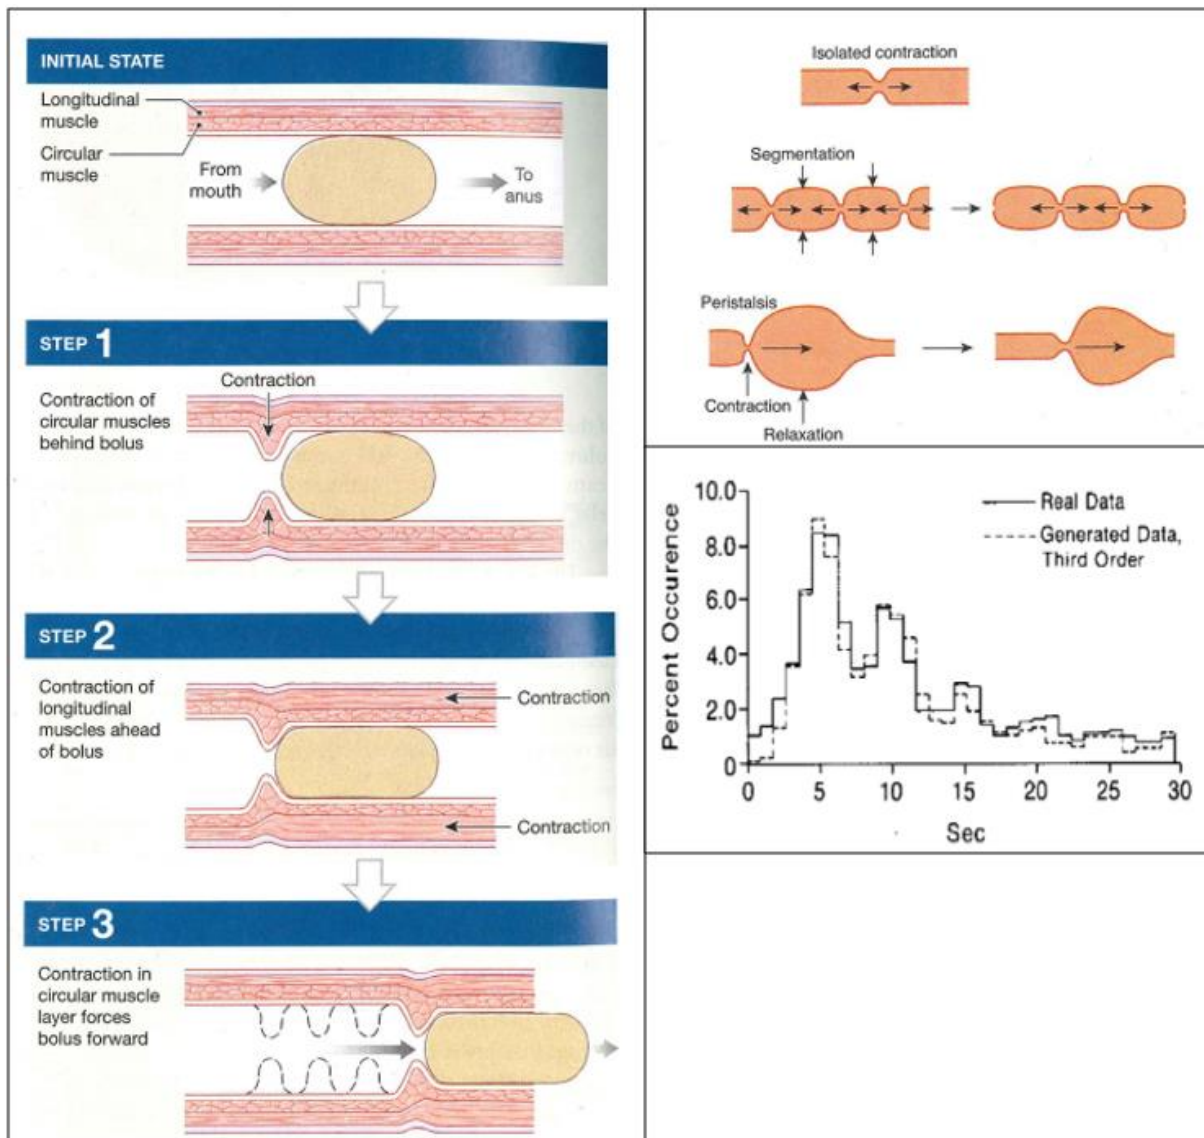 INITIAL STATE
Longitudinal
muscle
Circular
muscle
From
mouth
To
anus
STEP 1
Contraction
Contraction of
circular muscles
behind bolus
STEP 2
Contraction of
longitudinal
muscles ahead
of bolus
Contraction
Contraction
STEP 3
Contraction in
circular muscle
layer forces
bolus forward
Isolated contraction
Segmentation
Peristalsis
Contraction
Relaxation
Percent Occurence
10.0
8.0
6.0
4.0
2.0
0
Real Data
Generated Data,
Third Order
0 5 10 15 20 25 30
Sec